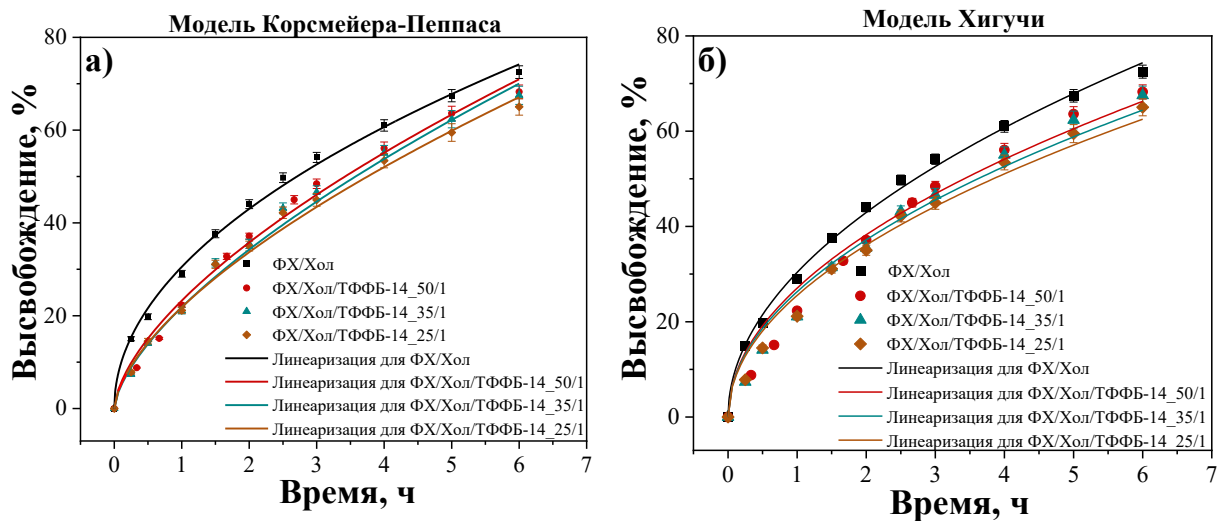 Модель Корсмейера-Пеппаса
а)
Высвобождение, %
80
60
40
20
0
ФХ/Хол
ФХ/Хол/ТФФБ-14_50/1
ФХ/Хол/ТФФБ-14_35/1
ФХ/Хол/ТФФБ-14_25/1
Линеаризация для ФХ/Хол
Линеаризация для ФХ/Хол/ТФФБ-14_50/1
Линеаризация для ФХ/Хол/ТФФБ-14_35/1
Линеаризация для ФХ/Хол/ТФФБ-14_25/1
0 1 2 3 4 5 6 7
Время, ч
Модель Хигучи
б)
Высвобождение, %
80
60
40
20
0
ФХ/Хол
ФХ/Хол/ТФФБ-14_50/1
ФХ/Хол/ТФФБ-14_35/1
ФХ/Хол/ТФФБ-14_25/1
Линеаризация для ФХ/Хол
Линеаризация для ФХ/Хол/ТФФБ-14_50/1
Линеаризация для ФХ/Хол/ТФФБ-14_35/1
Линеаризация для ФХ/Хол/ТФФБ-14_25/1
0 1 2 3 4 5 6 7
Время, ч